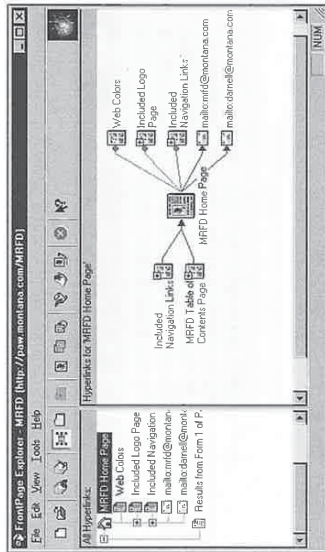 FrontPage Explorer - MRFD (http://paw.montana.com/MRFD)
File Edit View Tools Help
All Hyperlinks:
MRFD Home Page
Web Colors
Included Logo Page
Included Navigation
mailto:mrfd@montan
mailto:darnell@montk
Results from Form 1 of P.
Hyperlinks for 'MRFD Home Page'
Included
Navigation Links
MRFD Table of
Contents Page
MRFD Home Page
Web Colors
Included Logo
Page
Included
Navigation Links
mailto:mrfd@montana.com
mailto:darnell@montana.com
NUM